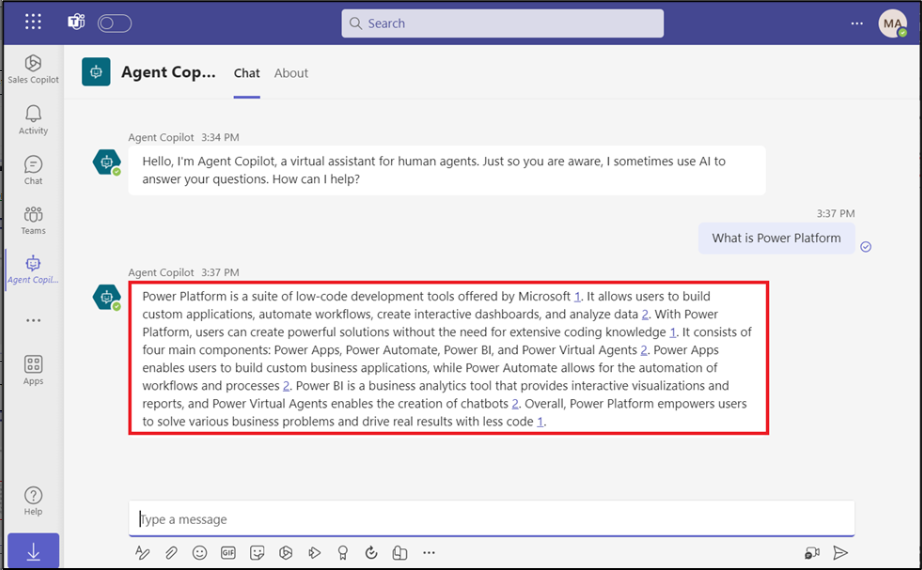 Search
MA
Sales Copilot
Activity
Chat
Teams
Agent Copil...
Apps
Help
Agent Cop...
Chat
About
Agent Copilot 3:34 PM
Hello, I'm Agent Copilot, a virtual assistant for human agents. Just so you are aware, I sometimes use AI to
answer your questions. How can I help?
3:37 PM
What is Power Platform
Agent Copilot 3:37 PM
Power Platform is a suite of low-code development tools offered by Microsoft 1. It allows users to build
custom applications, automate workflows, create interactive dashboards, and analyze data 2. With Power
Platform, users can create powerful solutions without the need for extensive coding knowledge 1. It consists of
four main components: Power Apps, Power Automate, Power BI, and Power Virtual Agents 2. Power Apps
enables users to build custom business applications, while Power Automate allows for the automation of
workflows and processes 2. Power BI is a business analytics tool that provides interactive visualizations and
reports, and Power Virtual Agents enables the creation of chatbots 2. Overall, Power Platform empowers users
to solve various business problems and drive real results with less code 1.
Type a message
GIF